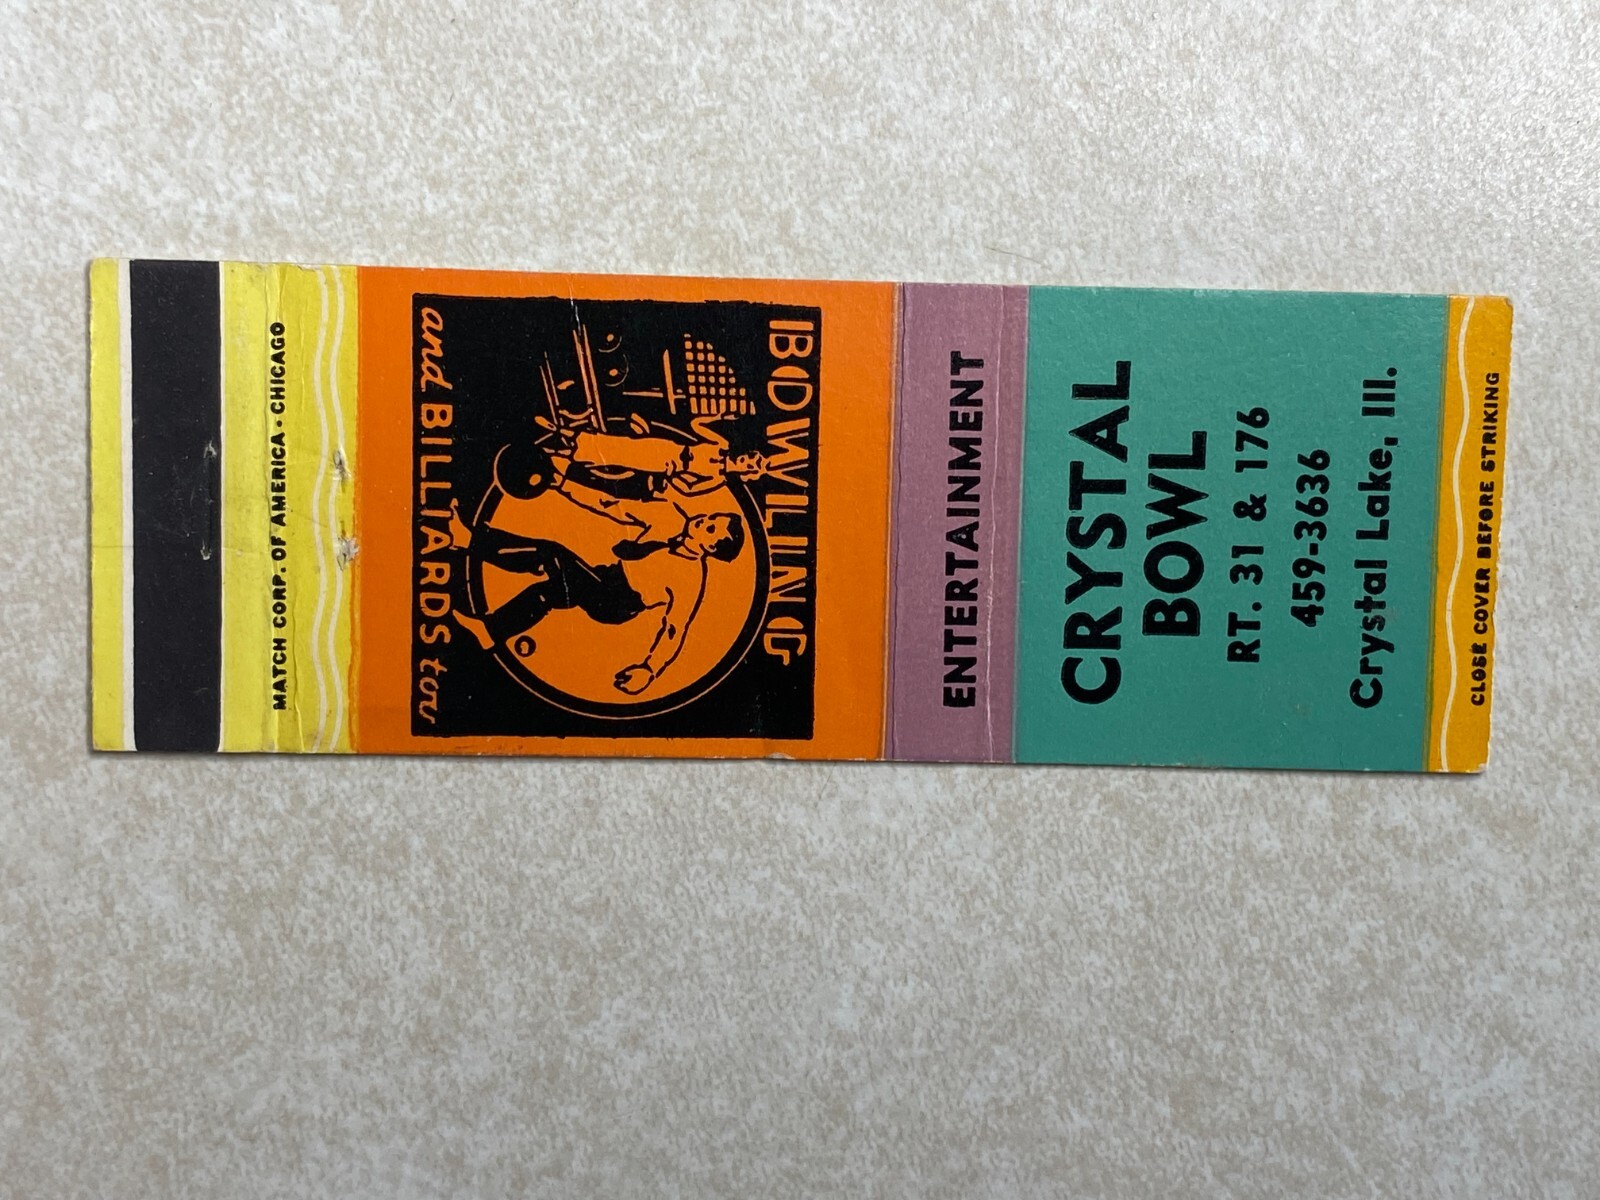 MATCH CORP. OF AMERICA • CHICAGO
BOWLING
and BILLIARDS too
ENTERTAINMENT
CRYSTAL
BOWL
RT. 31 & 176
459-3636
Crystal Lake, Ill.
CLOSE COVER BEFORE STRIKING